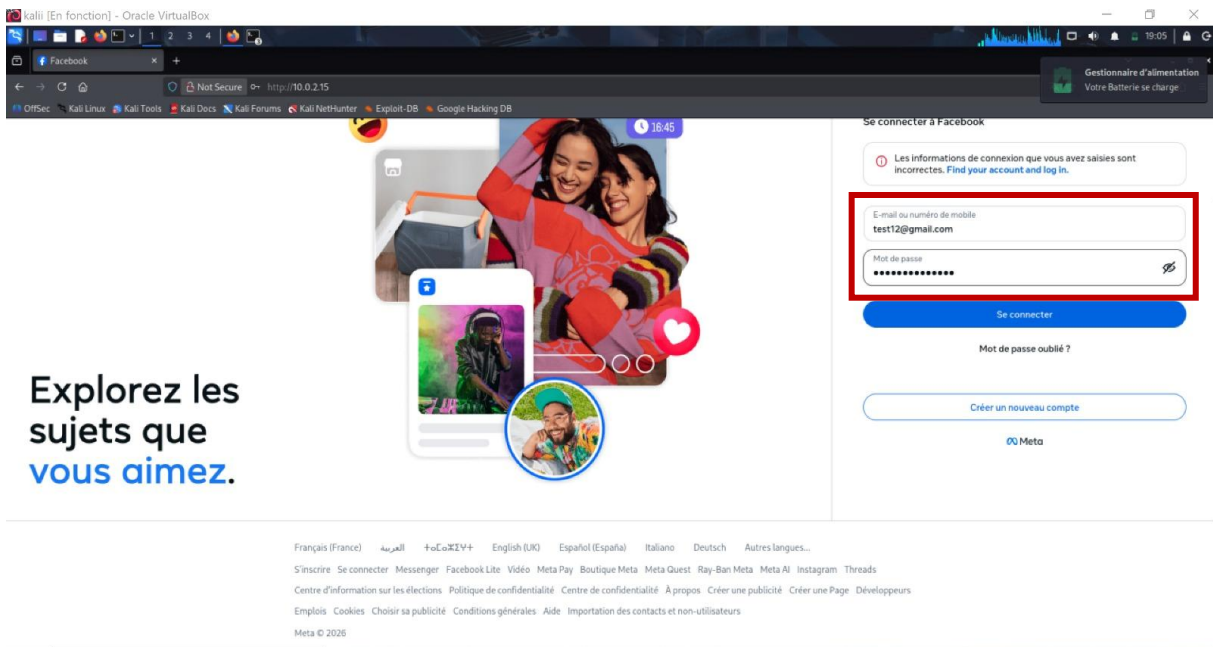 kalii [En fonction] - Oracle VirtualBox
1 2 3 4
19:05
Facebook
Gestionnaire d'alimentation
Votre Batterie se charge
Not Secure http://10.0.2.15
OffSec Kali Linux Kali Tools Kali Docs Kali Forums Kali NetHunter Exploit-DB Google Hacking DB
16:45
Se connecter à Facebook
Les informations de connexion que vous avez saisies sont
incorrectes. Find your account and log in.
E-mail ou numéro de mobile
test12@gmail.com
Mot de passe
••••••••••••••
Se connecter
Mot de passe oublié ?
Créer un nouveau compte
Meta
Explorez les
sujets que
vous aimez.
Français (France) العربية ⵜⴰⵎⴰⵣⵉⵖⵜ English (UK) Español (España) Italiano Deutsch Autres langues…
S'inscrire Se connecter Messenger Facebook Lite Vidéo Meta Pay Boutique Meta Meta Quest Ray-Ban Meta Meta AI Instagram Threads
Centre d'information sur les élections Politique de confidentialité Centre de confidentialité À propos Créer une publicité Créer une Page Développeurs
Emplois Cookies Choisir sa publicité Conditions générales Aide Importation des contacts et non-utilisateurs
Meta © 2026